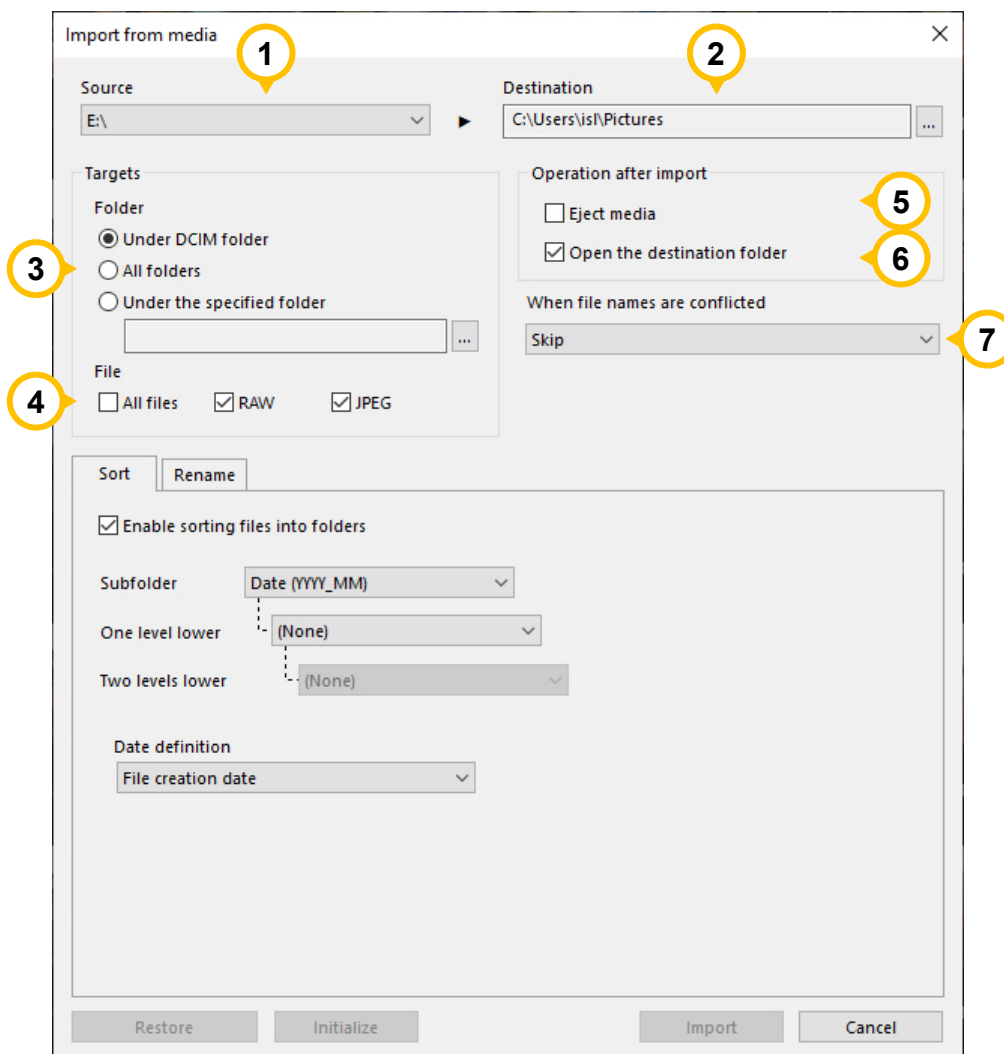 Import from media
1
2
Source
Destination
E:\
C:\Users\isl\Pictures
...
Targets
Operation after import
Folder
5
Eject media
Under DCIM folder
6
Open the destination folder
3
All folders
Under the specified folder
When file names are conflicted
...
Skip
7
File
4
All files
RAW
JPEG
Sort
Rename
Enable sorting files into folders
Subfolder
Date (YYYY_MM)
One level lower
(None)
Two levels lower
(None)
Date definition
File creation date
Restore
Initialize
Import
Cancel